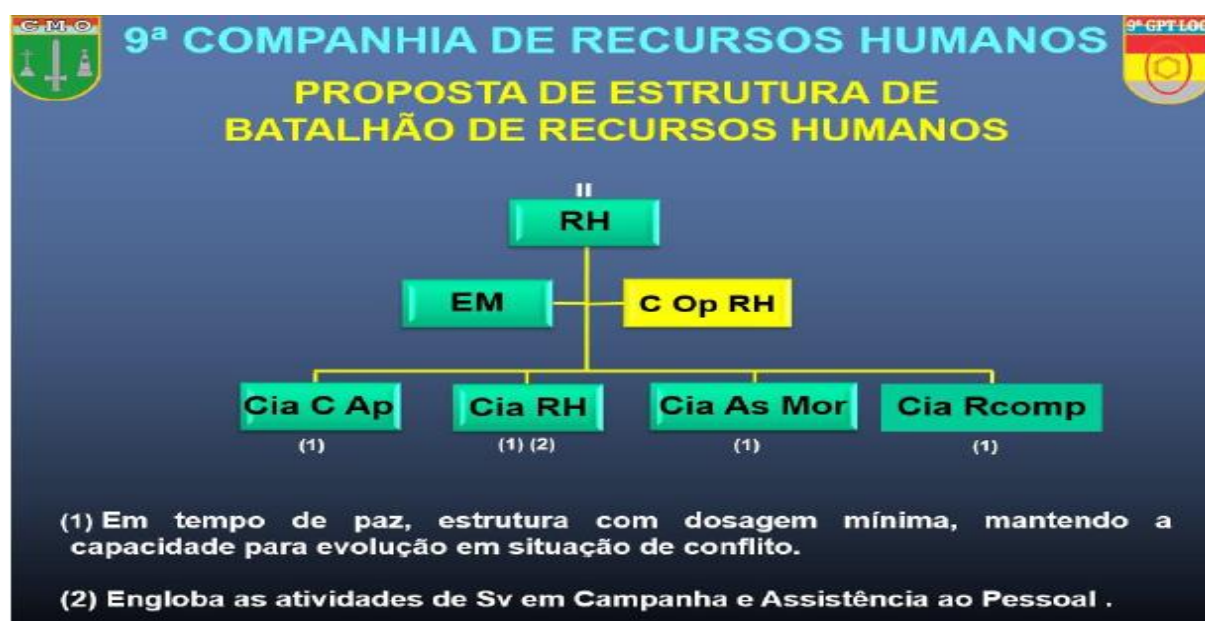 C M O
9ª COMPANHIA DE RECURSOS HUMANOS
9º GPT LOG
PROPOSTA DE ESTRUTURA DE
BATALHÃO DE RECURSOS HUMANOS
II
RH
EM
C Op RH
Cia C Ap
Cia RH
Cia As Mor
Cia Rcomp
(1)
(1) (2)
(1)
(1)
(1) Em tempo de paz, estrutura com dosagem mínima, mantendo a
capacidade para evolução em situação de conflito.
(2) Engloba as atividades de Sv em Campanha e Assistência ao Pessoal .